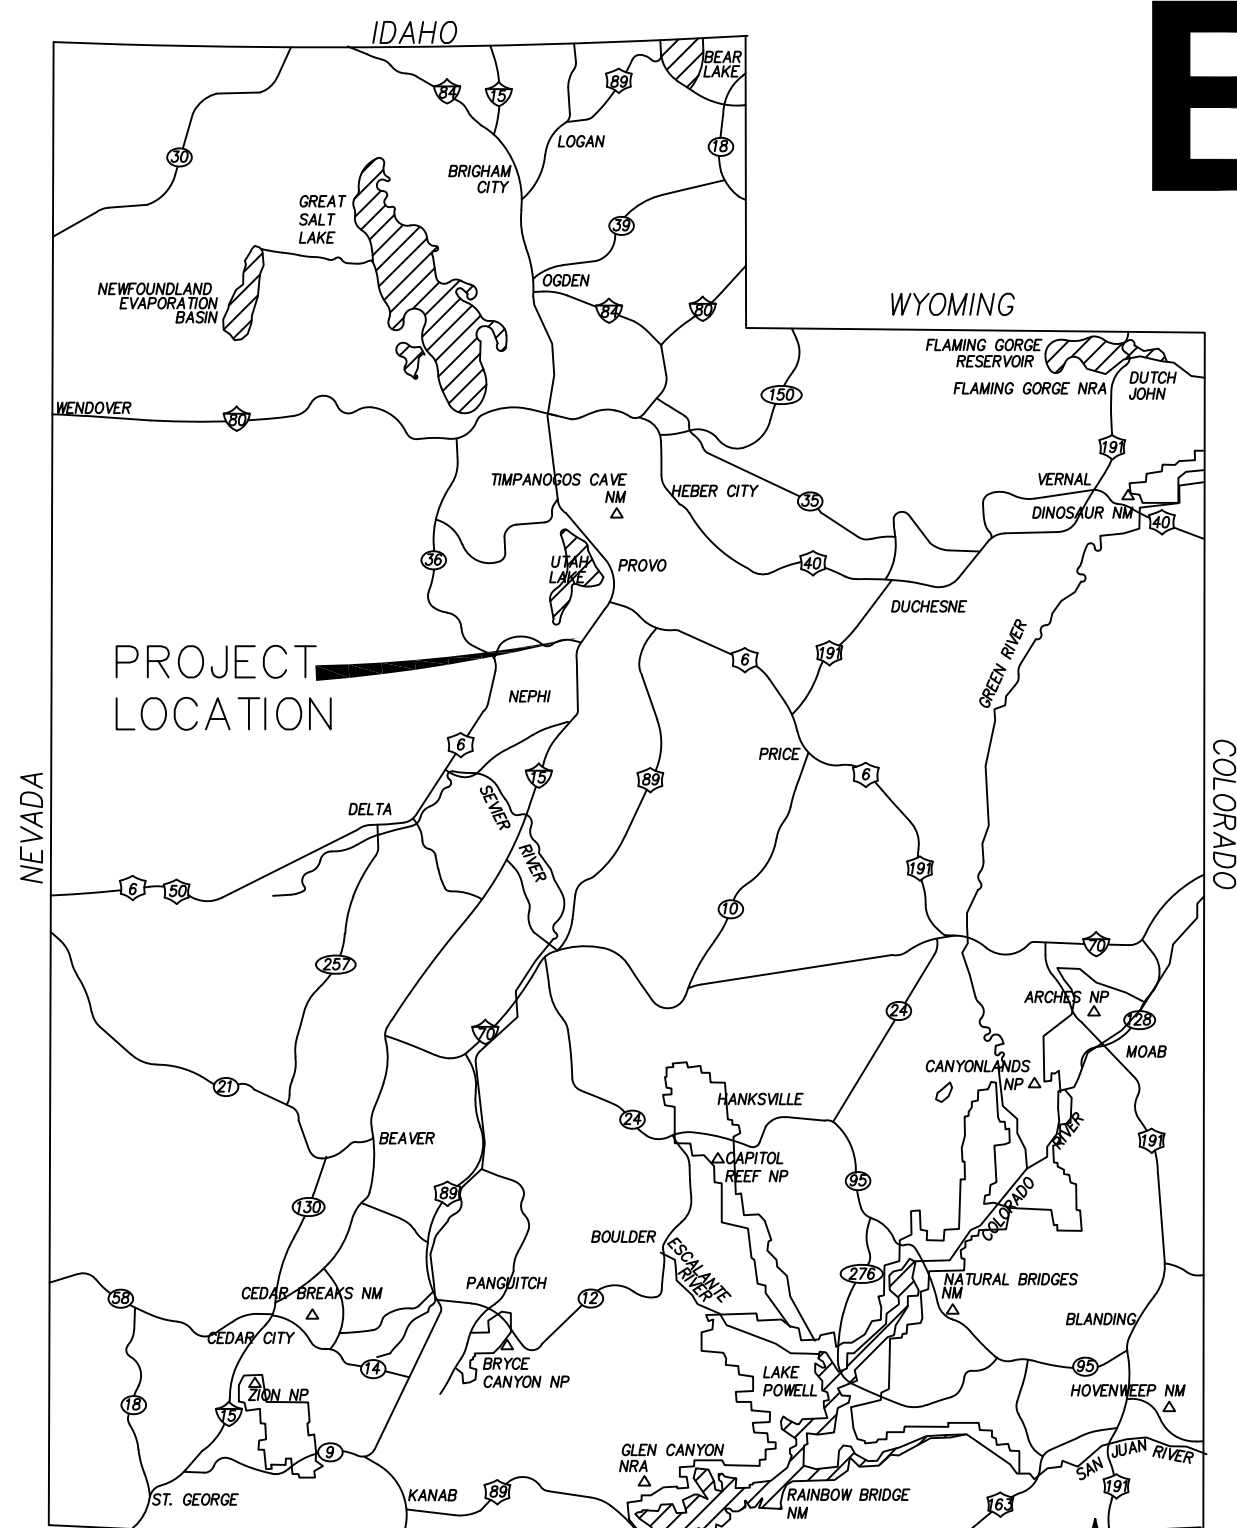 IDAHO
E
BEAR
LAKE
84
15
89
LOGAN
18
30
BRIGHAM
CITY
GREAT
SALT
LAKE
39
NEWFOUNDLAND
EVAPORATION
BASIN
OGDEN
84
80
WYOMING
FLAMING GORGE
RESERVOIR
FLAMING GORGE NRA
DUTCH
JOHN
WENDOVER
80
150
191
TIMPANOGOS CAVE
NM
HEBER CITY
35
VERNAL
DINOSAUR NM
40
36
UTAH
LAKE
PROVO
40
DUCHESNE
GREEN RIVER
PROJECT
LOCATION
6
191
NEPHI
6
PRICE
15
89
6
NEVADA
COLORADO
DELTA
SEVIER
RIVER
6
50
191
10
257
70
ARCHES NP
24
128
70
MOAB
CANYONLANDS
NP
21
HANKSVILLE
24
BEAVER
RIVER
191
CAPITOL
REEF NP
95
89
130
COLORADO
BOULDER
ESCALANTE
RIVER
276
NATURAL BRIDGES
NM
58
CEDAR BREAKS NM
PANGUITCH
12
BLANDING
CEDAR CITY
14
BRYCE
CANYON NP
LAKE
POWELL
95
HOVENWEEP NM
ZION NP
18
15
9
GLEN CANYON
NRA
SAN JUAN RIVER
ST. GEORGE
KANAB
89
RAINBOW BRIDGE
NM
163
191